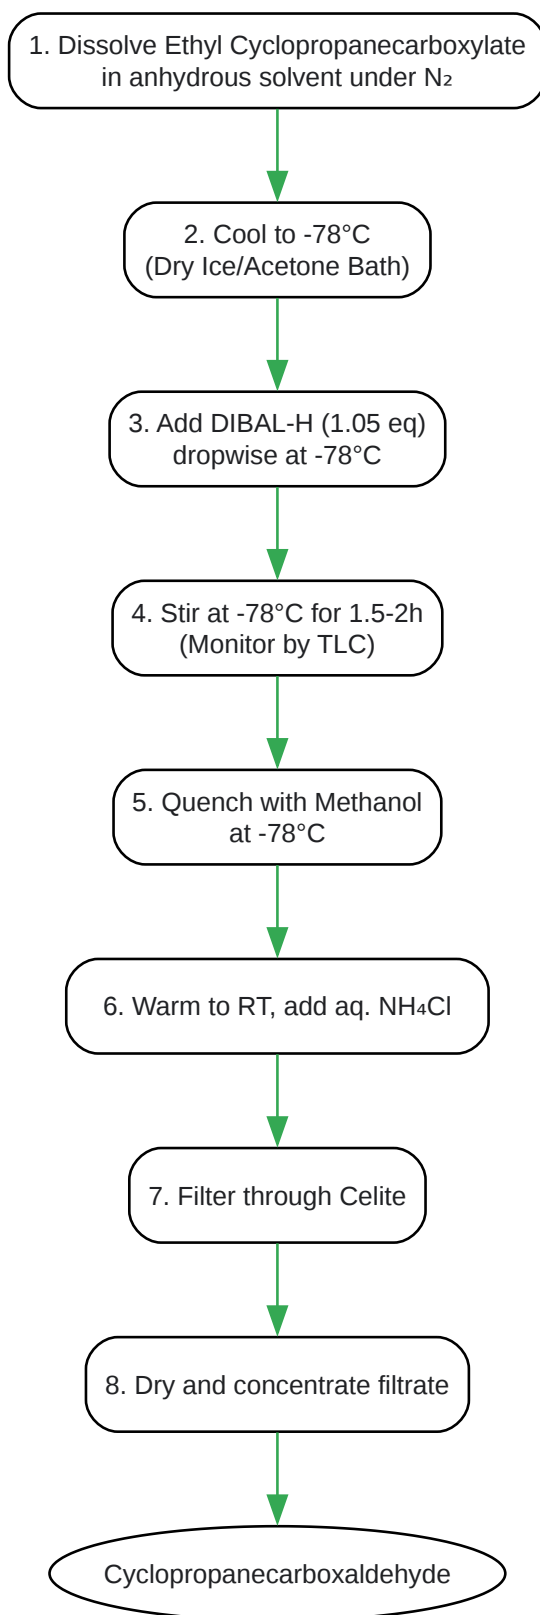 1. Dissolve Ethyl Cyclopropanecarboxylate
in anhydrous solvent under N₂
2. Cool to -78°C
(Dry Ice/Acetone Bath)
3. Add DIBAL-H (1.05 eq)
dropwise at -78°C
4. Stir at -78°C for 1.5-2h
(Monitor by TLC)
5. Quench with Methanol
at -78°C
6. Warm to RT, add aq. NH₄Cl
7. Filter through Celite
8. Dry and concentrate filtrate
Cyclopropanecarboxaldehyde